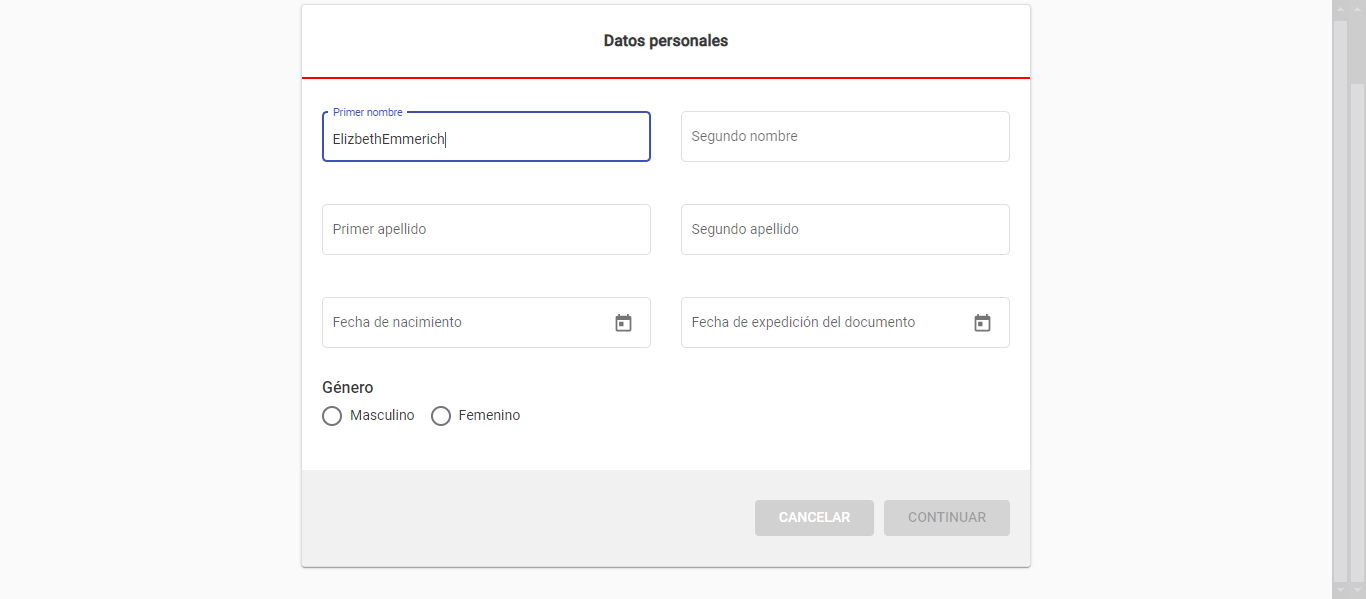 Datos personales
Primer nombre
ElizbethEmmerich
Segundo nombre
Primer apellido
Segundo apellido
Fecha de nacimiento
Fecha de expedición del documento
Género
Masculino
Femenino
CANCELAR
CONTINUAR